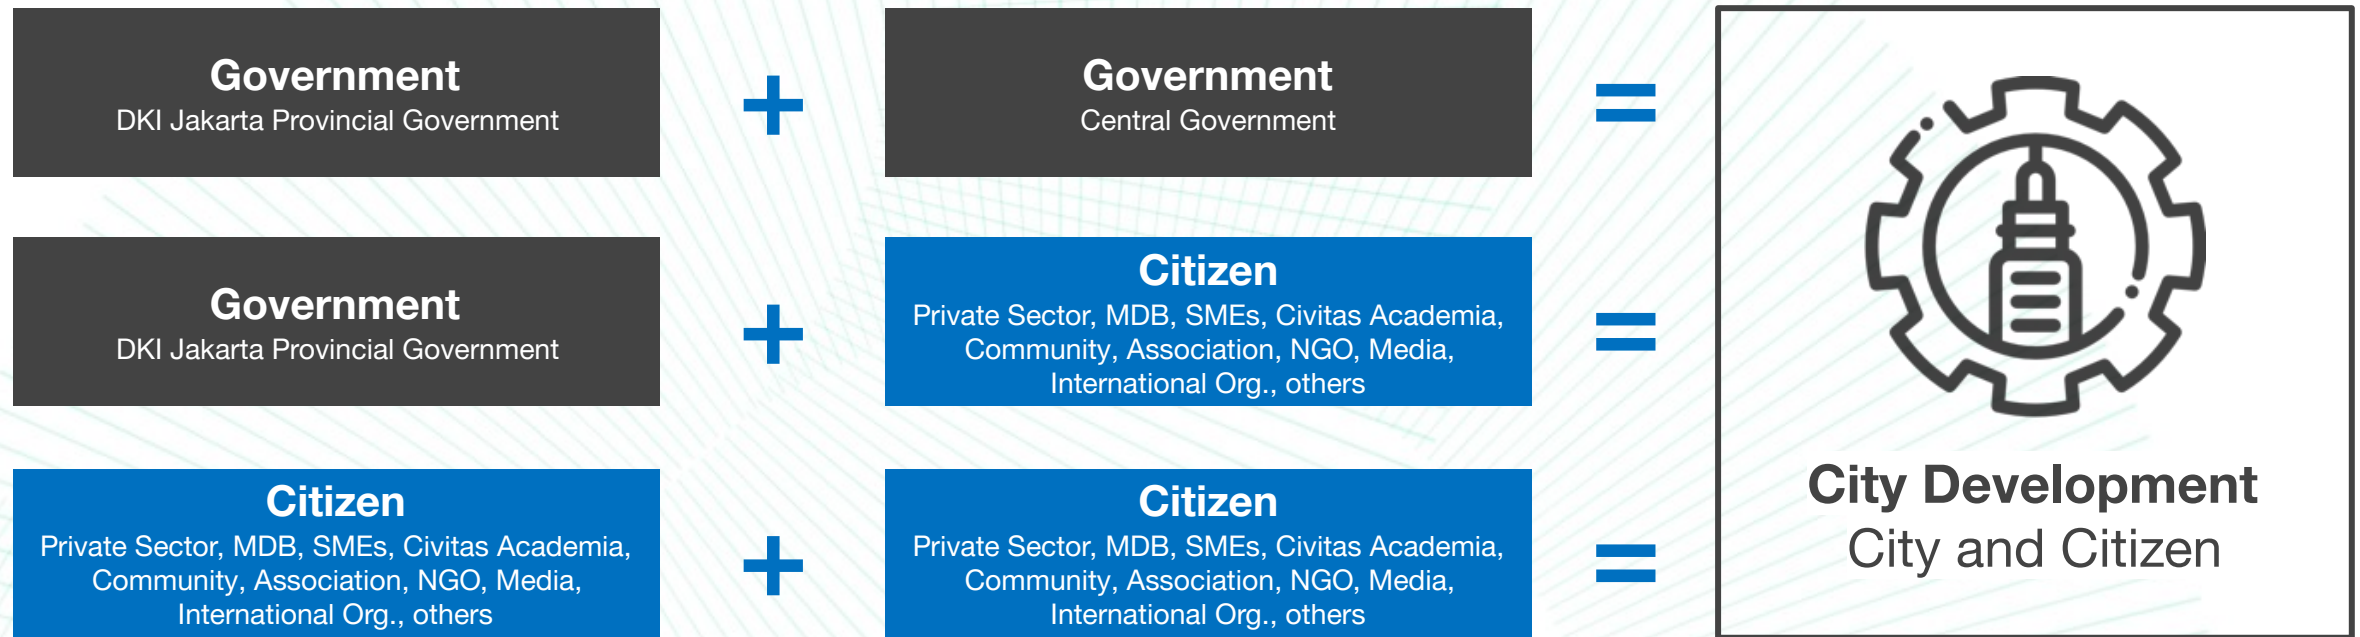 Government
DKI Jakarta Provincial Government
+
Government
Central Government
=
Government
DKI Jakarta Provincial Government
+
Citizen
Private Sector, MDB, SMEs, Civitas Academia,
Community, Association, NGO, Media,
International Org., others
=
Citizen
Private Sector, MDB, SMEs, Civitas Academia,
Community, Association, NGO, Media,
International Org., others
+
Citizen
Private Sector, MDB, SMEs, Civitas Academia,
Community, Association, NGO, Media,
International Org., others
=
City Development
City and Citizen